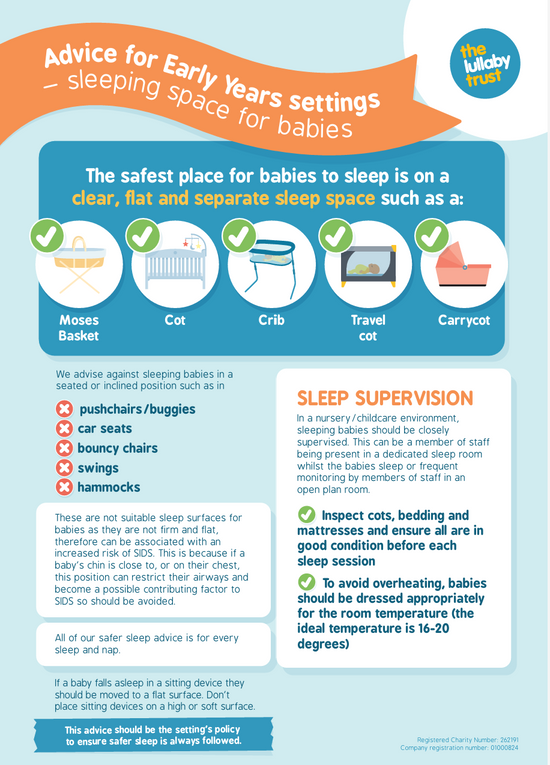 Advice for Early Years settings
– sleeping space for babies
the
lullaby
trust
The safest place for babies to sleep is on a
clear, flat and separate sleep space such as a:
Moses
Basket
Cot
Crib
Travel
cot
Carrycot
We advise against sleeping babies in a
seated or inclined position such as in
pushchairs/buggies
car seats
bouncy chairs
swings
hammocks
These are not suitable sleep surfaces for
babies as they are not firm and flat,
therefore can be associated with an
increased risk of SIDS. This is because if a
baby's chin is close to, or on their chest,
this position can restrict their airways and
become a possible contributing factor to
SIDS so should be avoided.
All of our safer sleep advice is for every
sleep and nap.
If a baby falls asleep in a sitting device they
should be moved to a flat surface. Don't
place sitting devices on a high or soft surface.
This advice should be the setting's policy
to ensure safer sleep is always followed.
SLEEP SUPERVISION
In a nursery/childcare environment,
sleeping babies should be closely
supervised. This can be a member of staff
being present in a dedicated sleep room
whilst the babies sleep or frequent
monitoring by members of staff in an
open plan room.
Inspect cots, bedding and
mattresses and ensure all are in
good condition before each
sleep session
To avoid overheating, babies
should be dressed appropriately
for the room temperature (the
ideal temperature is 16-20
degrees)
Registered Charity Number: 262191
Company registration number: 01000824